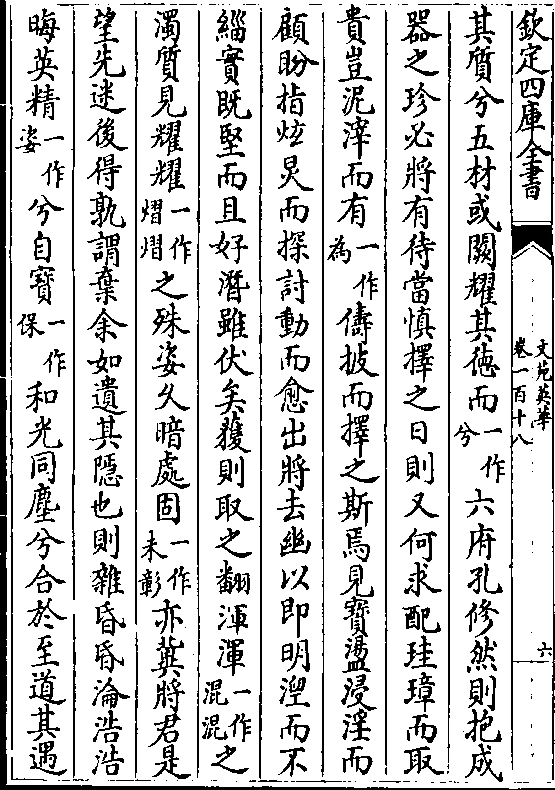 欽定四庫全書
文苑英華
卷一百十八
六
其質兮五材或闕耀其德而一作兮六府孔修然則抱成
器之珍必將有待當慎擇之日則又何求配珪璋而取
貴豈泥滓而有一作為儔披而擇之斯焉見寶盪浸淫而
顧盼指炫炅而探討動而愈出將去幽以即明湼而不
緇實既堅而且好潛雖伏矣蒦則取之翻渾渾一作混混之
濁質見耀耀一作熠熠之殊姿久暗處固一作未彰亦蓂將君是
望先迷後得孰謂棄余如遺其隱也則雜昏昏淪浩浩
晦英精一作姿兮自寶一作保和光同塵兮合於至道其遇